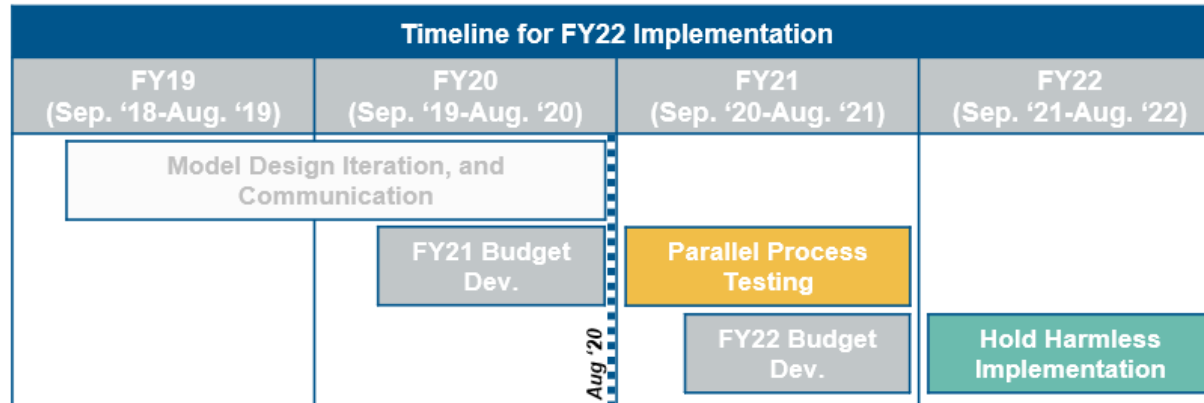 Timeline for FY22 Implementation
FY19
(Sep. ‘18-Aug. ‘19)
FY20
(Sep. ‘19-Aug. ‘20)
FY21
(Sep. ‘20-Aug. ‘21)
FY22
(Sep. ‘21-Aug. ‘22)
Model Design Iteration, and
Communication
FY21 Budget
Dev.
Parallel Process
Testing
Aug ‘20
FY22 Budget
Dev.
Hold Harmless
Implementation